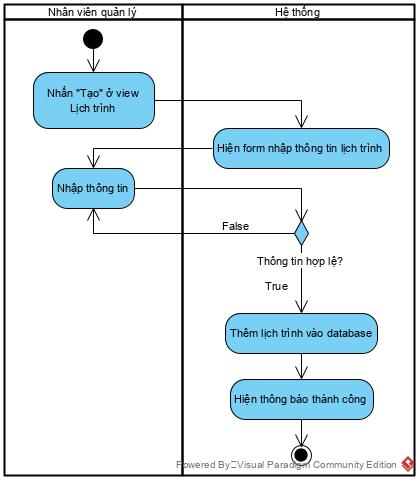 Nhân viên quản lý
Hệ thống
Nhấn "Tạo" ở view
Lịch trình
Hiện form nhập thông tin lịch trình
Nhập thông tin
False
Thông tin hợp lệ?
True
Thêm lịch trình vào database
Hiện thông báo thành công
Powered By Visual Paradigm Community Edition